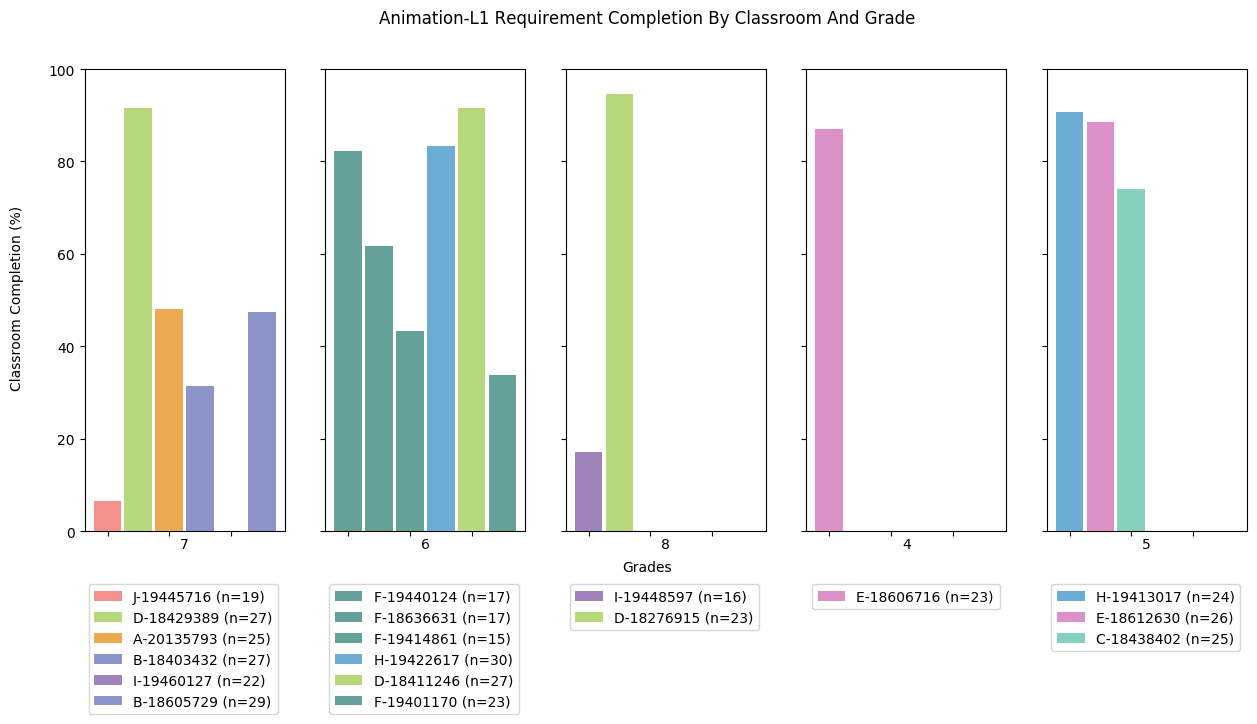 Animation-L1 Requirement Completion By Classroom And Grade
Classroom Completion (%)
100
80
60
40
20
0
7
6
8
4
5
Grades
J-19445716 (n=19)
D-18429389 (n=27)
A-20135793 (n=25)
B-18403432 (n=27)
I-19460127 (n=22)
B-18605729 (n=29)
F-19440124 (n=17)
F-18636631 (n=17)
F-19414861 (n=15)
H-19422617 (n=30)
D-18411246 (n=27)
F-19401170 (n=23)
I-19448597 (n=16)
D-18276915 (n=23)
E-18606716 (n=23)
H-19413017 (n=24)
E-18612630 (n=26)
C-18438402 (n=25)